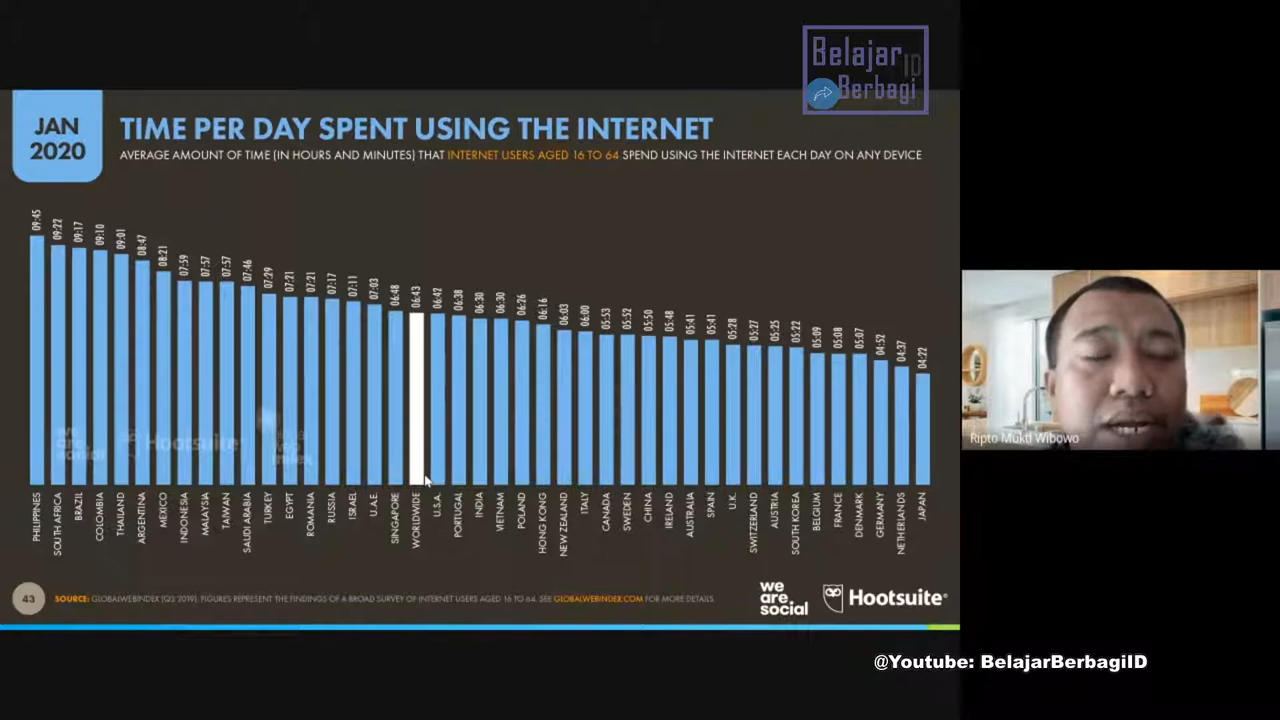 Belajar
ID
Berbagi
JAN
2020
TIME PER DAY SPENT USING THE INTERNET
AVERAGE AMOUNT OF TIME (IN HOURS AND MINUTES) THAT INTERNET USERS AGED 16 TO 64 SPEND USING THE INTERNET EACH DAY ON ANY DEVICE
09:45
09:22
09:17
09:10
09:01
08:47
08:21
07:59
07:57
07:57
07:46
07:29
07:21
07:21
07:17
07:11
07:03
06:48
06:43
06:42
06:38
06:30
06:30
06:26
06:16
06:03
06:00
05:53
05:52
05:50
05:48
05:41
05:41
05:28
05:27
05:25
05:22
05:09
05:08
05:07
04:52
04:37
04:22
we
are.
social
Hootsuite
PHILIPPINES
SOUTH AFRICA
BRAZIL
COLOMBIA
THAILAND
ARGENTINA
MEXICO
INDONESIA
MALAYSIA
TAIWAN
SAUDI ARABIA
TURKEY
EGYPT
ROMANIA
RUSSIA
ISRAEL
U.A.E.
SINGAPORE
WORLDWIDE
U.S.A.
PORTUGAL
INDIA
VIETNAM
POLAND
HONG KONG
NEW ZEALAND
ITALY
CANADA
SWEDEN
CHINA
IRELAND
AUSTRALIA
SPAIN
U.K.
SWITZERLAND
AUSTRIA
SOUTH KOREA
BELGIUM
FRANCE
DENMARK
GERMANY
NETHERLANDS
JAPAN
43
SOURCE: GLOBALWEBINDEX (Q3 2019). FIGURES REPRESENT THE FINDINGS OF A BROAD SURVEY OF INTERNET USERS AGED 16 TO 64. SEE GLOBALWEBINDEX.COM FOR MORE DETAILS.
we
are.
social
Hootsuite®
Ripto Mukti Wibowo
@Youtube: BelajarBerbagiID